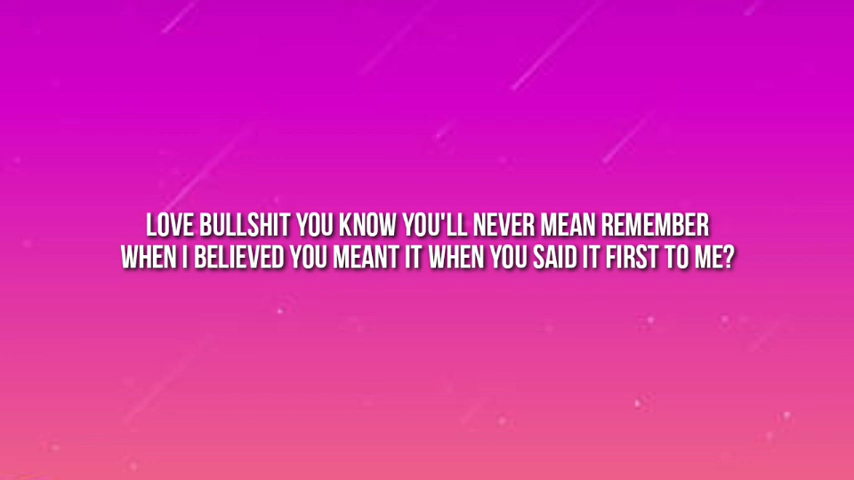 LOVE BULLSHIT YOU KNOW YOU'LL NEVER MEAN REMEMBER
WHEN I BELIEVED YOU MEANT IT WHEN YOU SAID IT FIRST TO ME?